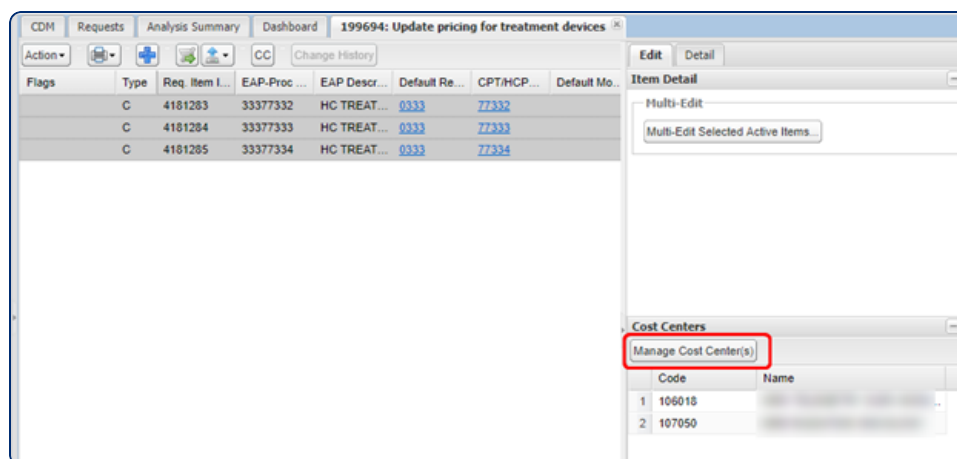 CDM Requests Analysis Summary Dashboard 199694: Update pricing for treatment devices
Action CC Change History
Edit Detail
Flags Type Req. Item I... EAP-Proc ... EAP Descr... Default Re... CPT/HCP... Default Mo..
Item Detail
C 4181283 33377332 HC TREAT... 0333 77332
Multi-Edit
C 4181284 33377333 HC TREAT... 0333 77333
Multi-Edit Selected Active Items...
C 4181285 33377334 HC TREAT... 0333 77334
Cost Centers
Manage Cost Center(s)
Code Name
1 106018
2 107050